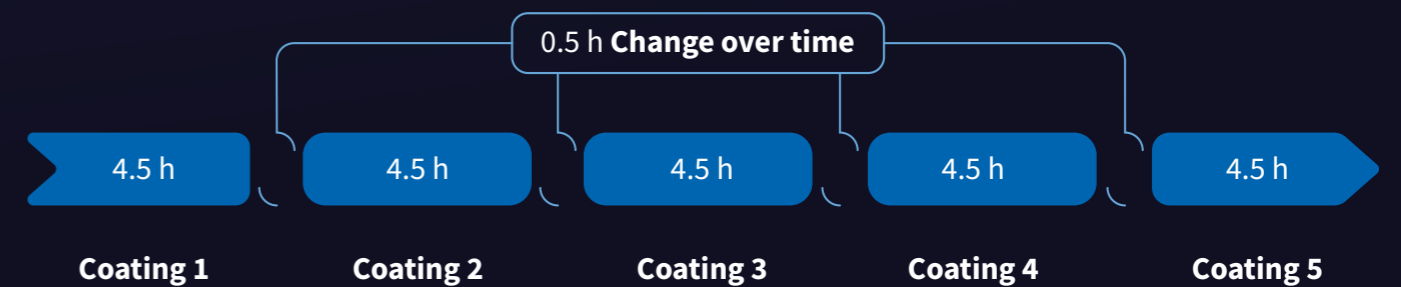 0.5 h Change over time
4.5 h
4.5 h
4.5 h
4.5 h
4.5 h
Coating 1
Coating 2
Coating 3
Coating 4
Coating 5